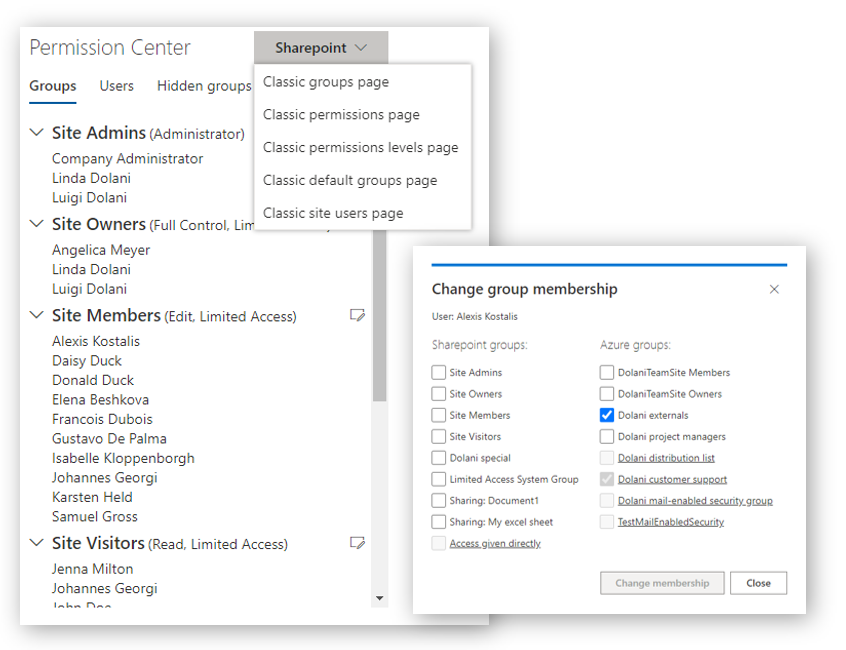 Permission Center
Sharepoint
Groups Users Hidden groups
Classic groups page
Classic permissions page
Classic permissions levels page
Classic default groups page
Classic site users page
Site Admins (Administrator)
Company Administrator
Linda Dolani
Luigi Dolani
Site Owners (Full Control,
Angelica Meyer
Linda Dolani
Luigi Dolani
Site Members (Edit, Limited Access)
Alexis Kostalis
Daisy Duck
Donald Duck
Elena Beshkova
Francois Dubois
Gustavo De Palma
Isabelle Kloppenborgh
Johannes Georgi
Karsten Held
Samuel Gross
Site Visitors (Read, Limited Access)
Jenna Milton
Johannes Georgi
John Doe
Change group membership
User: Alexis Kostalis
Sharepoint groups:
Site Admins
Site Owners
Site Members
Site Visitors
Dolani special
Limited Access System Group
Sharing: Document1
Sharing: My excel sheet
Access given directly
Azure groups:
DolaniTeamSite Members
DolaniTeamSite Owners
Dolani externals
Dolani project managers
Dolani distribution list
Dolani customer support
Dolani mail-enabled security group
TestMailEnabledSecurity
Change membership
Close